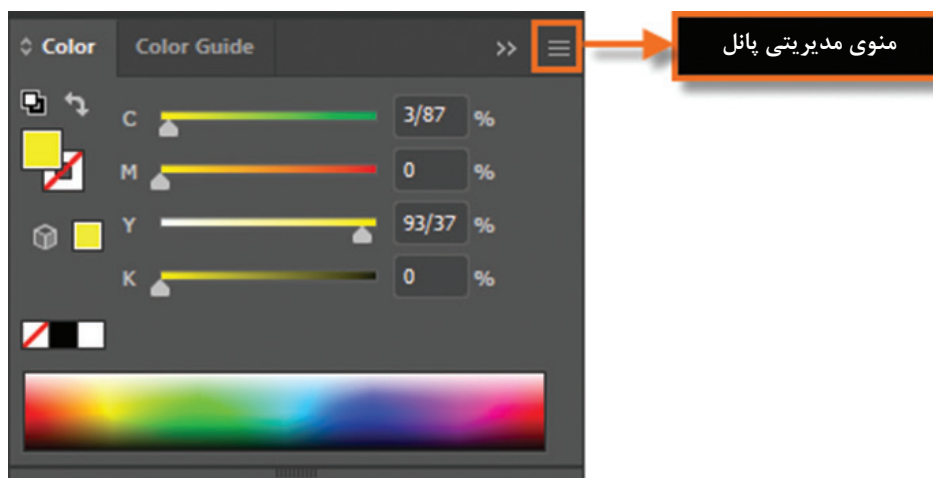 Color Color Guide
منوی مدیریتی پانل
C 3/87 %
M 0 %
Y 93/37 %
K 0 %